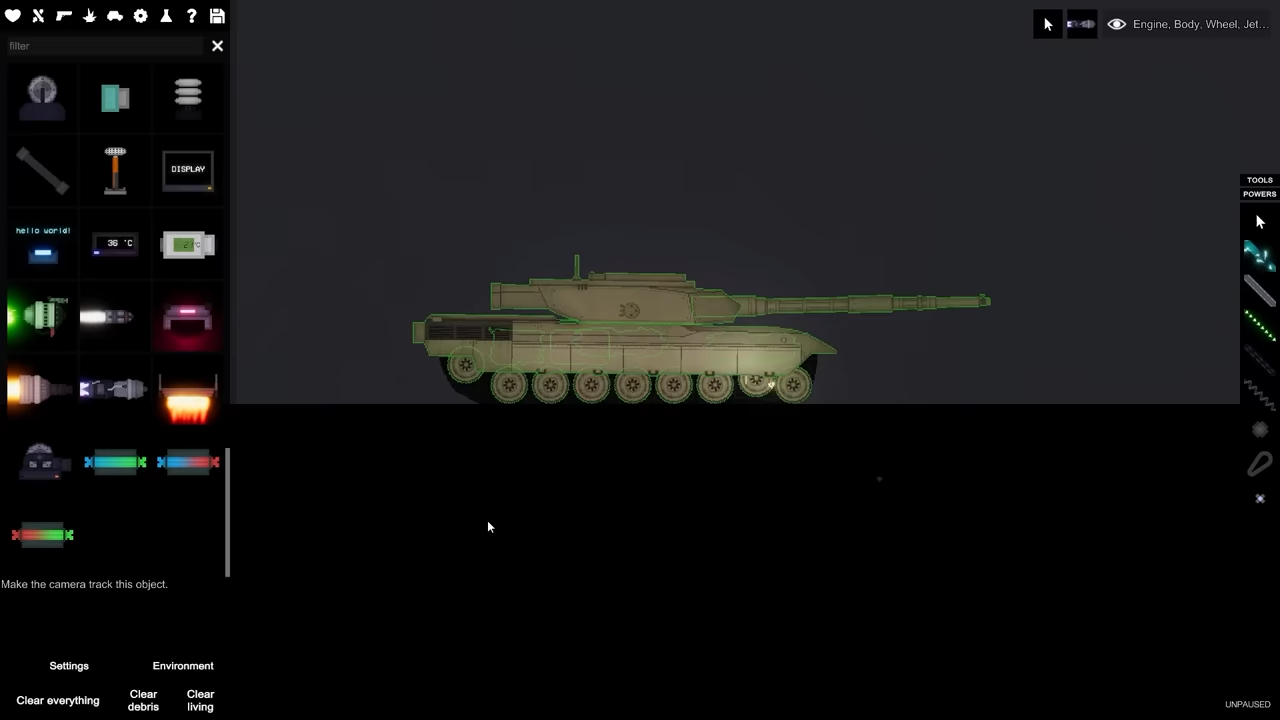 filter
Engine, Body, Wheel, Jet...
DISPLAY
TOOLS
POWERS
hello world!
36 °C
Make the camera track this object.
Settings
Environment
Clear everything
Clear
debris
Clear
living
UNPAUSED